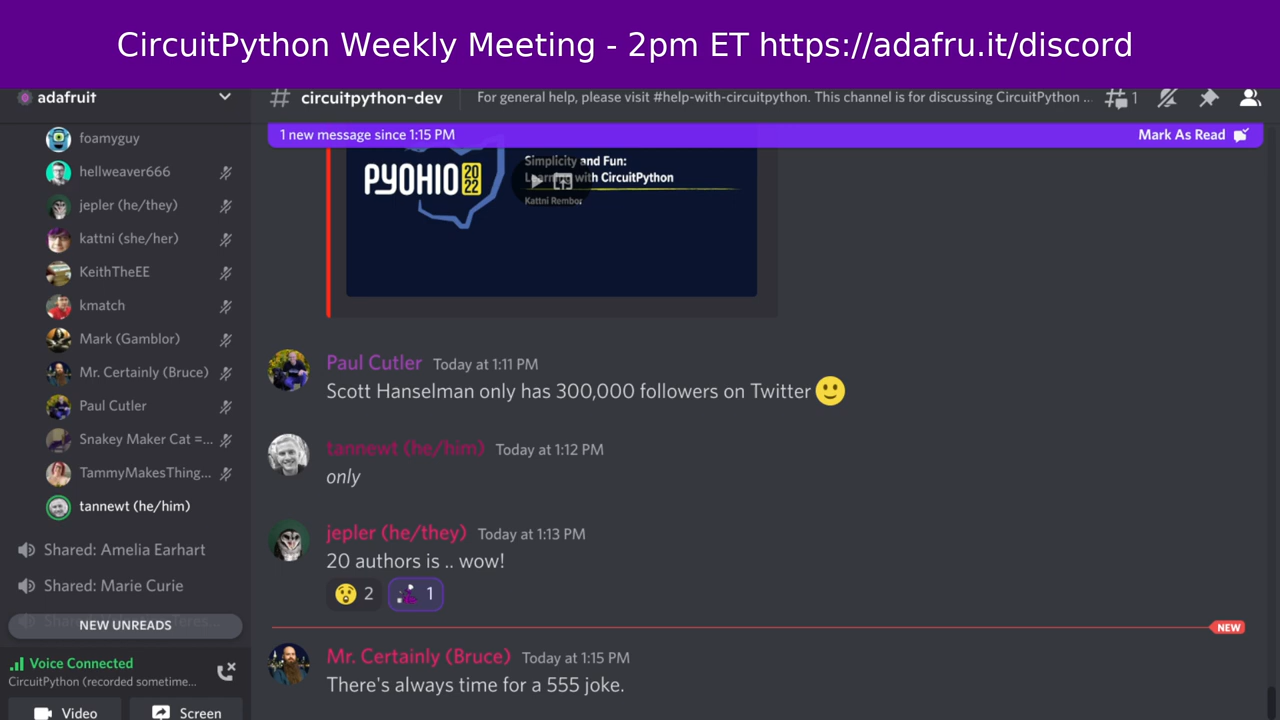 CircuitPython Weekly Meeting - 2pm ET https://adafru.it/discord
adafruit
circuitpython-dev
For general help, please visit #help-with-circuitpython. This channel is for discussing CircuitPython ...
1
1 new message since 1:15 PM
Mark As Read
foamyguy
hellweaver666
jepler (he/they)
kattni (she/her)
KeithTheEE
kmatch
Mark (Gamblor)
Mr. Certainly (Bruce)
Paul Cutler
Snakey Maker Cat =...
TammyMakesThing...
tannewt (he/him)
Shared: Amelia Earhart
Shared: Marie Curie
NEW UNREADS
Voice Connected
CircuitPython (recorded sometime...
Video
Screen
PYOHIO 2022
Simplicity and Fun:
Learning with CircuitPython
Kattni Rembor
Paul Cutler Today at 1:11 PM
Scott Hanselman only has 300,000 followers on Twitter
tannewt (he/him) Today at 1:12 PM
only
jepler (he/they) Today at 1:13 PM
20 authors is .. wow!
2
1
NEW
Mr. Certainly (Bruce) Today at 1:15 PM
There's always time for a 555 joke.